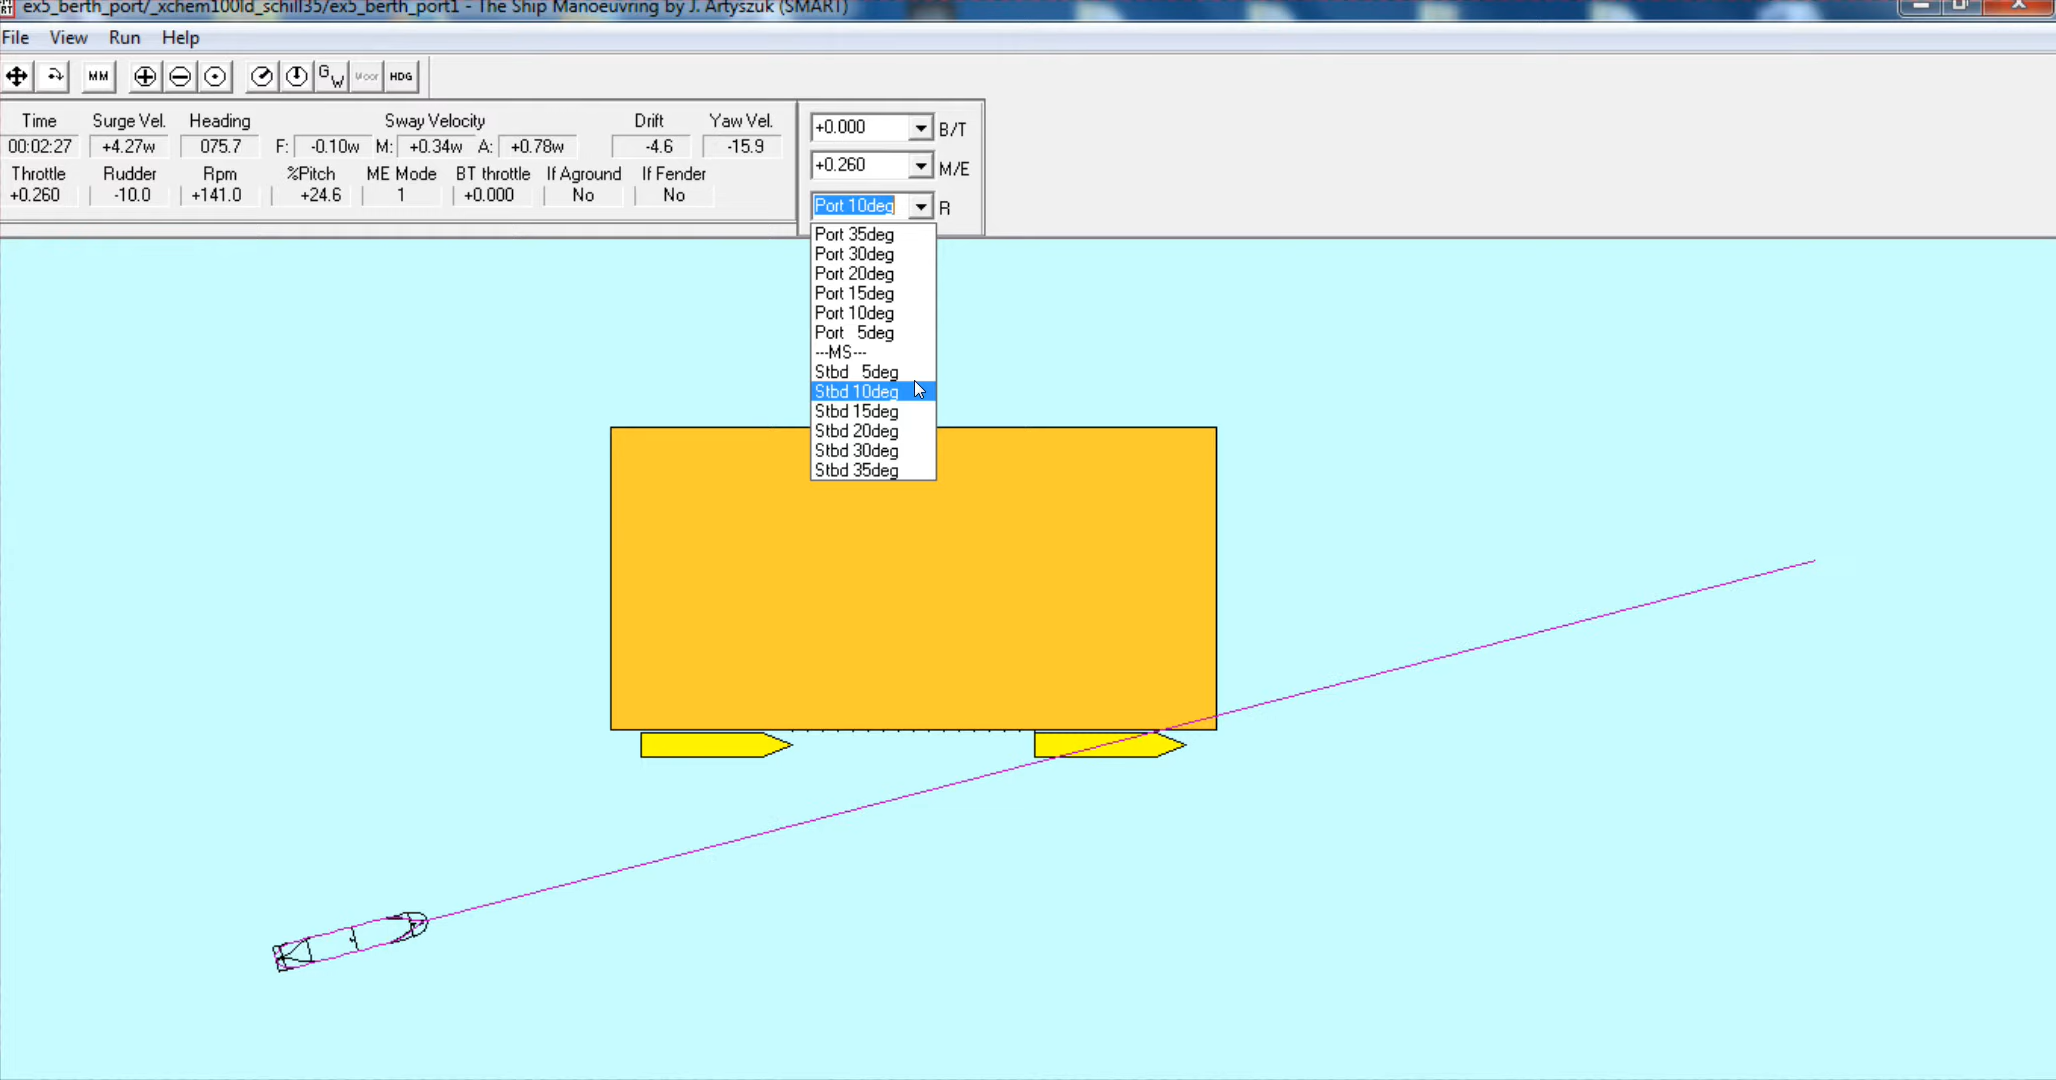 ex5_berth_port/_xchem100ld_schill35/ex5_berth_port1 - The Ship Manoeuvring by J. Artyszuk (SMART)
File View Run Help
MM GW Moor HDG
Time Surge Vel. Heading Sway Velocity Drift Yaw Vel.
00:02:27 +4.27w 075.7 F: -0.10w M: +0.34w A: +0.78w -4.6 -15.9
Throttle Rudder Rpm %Pitch ME Mode BT throttle If Aground If Fender
+0.260 -10.0 +141.0 +24.6 1 +0.000 No No
+0.000 B/T
+0.260 M/E
Port 10deg R
Port 35deg
Port 30deg
Port 20deg
Port 15deg
Port 10deg
Port 5deg
---MS---
Stbd 5deg
Stbd 10deg
Stbd 15deg
Stbd 20deg
Stbd 30deg
Stbd 35deg